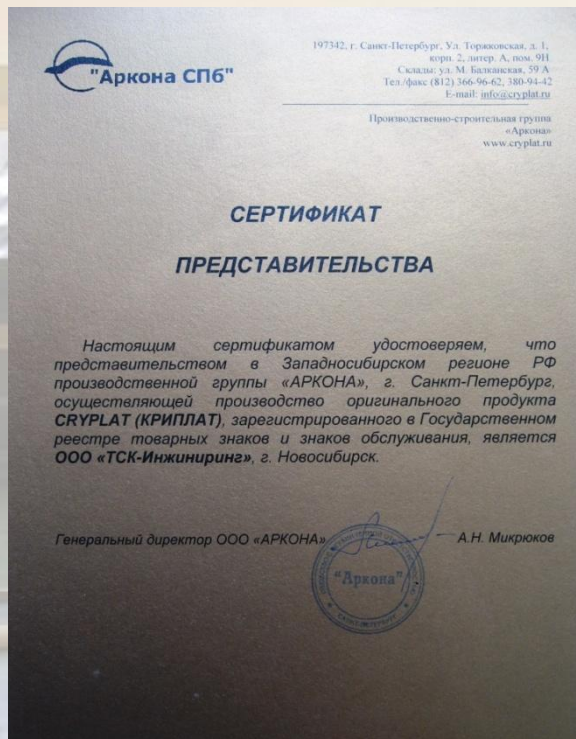 "Аркона СПб"
197342, г. Санкт-Петербург, Ул. Торжковская, д. 1,
корп. 2, литер. А, пом. 9Н
Склады: ул. М. Балканская, 59 А
Тел./факс (812) 366-96-62, 380-94-42
E-mail: info@cryplat.ru
Производственно-строительная группа
«Аркона»
www.cryplat.ru
СЕРТИФИКАТ
ПРЕДСТАВИТЕЛЬСТВА
Настоящим сертификатом удостоверяем, что
представительством в Западносибирском регионе РФ
производственной группы «АРКОНА», г. Санкт-Петербург,
осуществляющей производство оригинального продукта
CRYPLAT (КРИПЛАТ), зарегистрированного в Государственном
реестре товарных знаков и знаков обслуживания, является
ООО «ТСК-Инжиниринг», г. Новосибирск.
Генеральный директор ООО «АРКОНА»
А.Н. Микрюков
"Аркона"
САНКТ-ПЕТЕРБУРГ